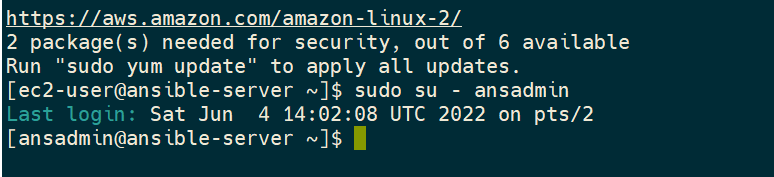 https://aws.amazon.com/amazon-linux-2/
2 package(s) needed for security, out of 6 available
Run "sudo yum update" to apply all updates.
[ec2-user@ansible-server ~]$ sudo su - ansadmin
Last login: Sat Jun  4 14:02:08 UTC 2022 on pts/2
[ansadmin@ansible-server ~]$